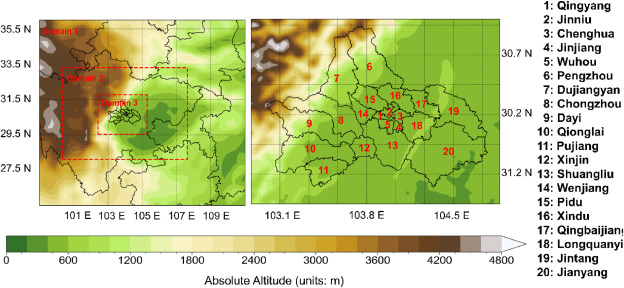 35.5 N
33.5 N
31.5 N
29.5 N
27.5 N
Domain 1
Domain 2
Domain 3
101 E 103 E 105 E 107 E 109 E
30.7 N
30.2 N
31.2 N
6
7
15 16 17 19
9 8 14 1 2 3
5 4 18
10 12 13 20
11
103.1 E 103.8 E 104.5 E
0 600 1200 1800 2400 3000 3600 4200 4800
Absolute Altitude (units: m)
1: Qingyang
2: Jinniu
3: Chenghua
4: Jinjiang
5: Wuhou
6: Pengzhou
7: Dujiangyan
8: Chongzhou
9: Dayi
10: Qionglai
11: Pujiang
12: Xinjin
13: Shuangliu
14: Wenjiang
15: Pidu
16: Xindu
17: Qingbaijiang
18: Longquanyi
19: Jintang
20: Jianyang